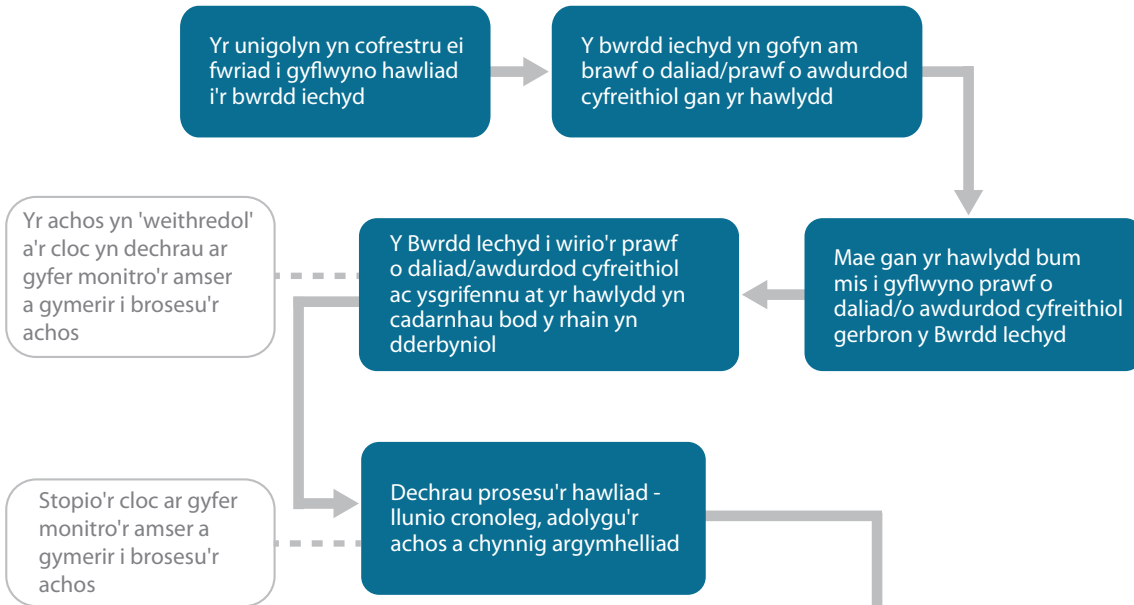 Yr unigolyn yn cofrestru ei
fwriad i gyflwyno hawliad
i'r bwrdd iechyd
Y bwrdd iechyd yn gofyn am
brawf o daliad/prawf o awdurdod
cyfreithiol gan yr hawlydd
Mae gan yr hawlydd bum
mis i gyflwyno prawf o
daliad/o awdurdod cyfreithiol
gerbron y Bwrdd Iechyd
Y Bwrdd Iechyd i wirio'r prawf
o daliad/awdurdod cyfreithiol
ac ysgrifennu at yr hawlydd yn
cadarnhau bod y rhain yn
dderbyniol
Yr achos yn 'weithredol'
a'r cloc yn dechrau ar
gyfer monitro'r amser
a gymerir i brosesu'r
achos
Dechrau prosesu'r hawliad -
llunio cronoleg, adolygu'r
achos a chynnig argymhelliad
Stopio'r cloc ar gyfer
monitro'r amser a
gymerir i brosesu'r
achos